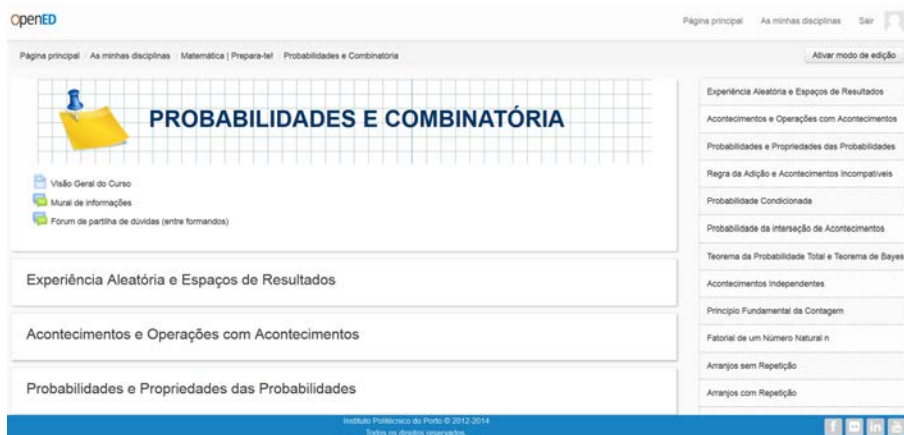 OpenED
Página principal As minhas disciplinas Sair
Página principal As minhas disciplinas Matemática | Prepara-te! Probabilidades e Combinatória
Ativar modo de edição
PROBABILIDADES E COMBINATÓRIA
Visão Geral do Curso
Mural de informações
Fórum de partilha de dúvidas (entre formandos)
Experiência Aleatória e Espaços de Resultados
Acontecimentos e Operações com Acontecimentos
Probabilidades e Propriedades das Probabilidades
Experiência Aleatória e Espaços de Resultados
Acontecimentos e Operações com Acontecimentos
Probabilidades e Propriedades das Probabilidades
Regra da Adição e Acontecimentos Incompatíveis
Probabilidade Condicionada
Probabilidade da interseção de Acontecimentos
Teorema da Probabilidade Total e Teorema de Bayes
Acontecimentos Independentes
Princípio Fundamental da Contagem
Fatorial de um Número Natural n
Arranjos sem Repetição
Arranjos com Repetição
Instituto Politécnico do Porto © 2012-2014
Todos os direitos reservados